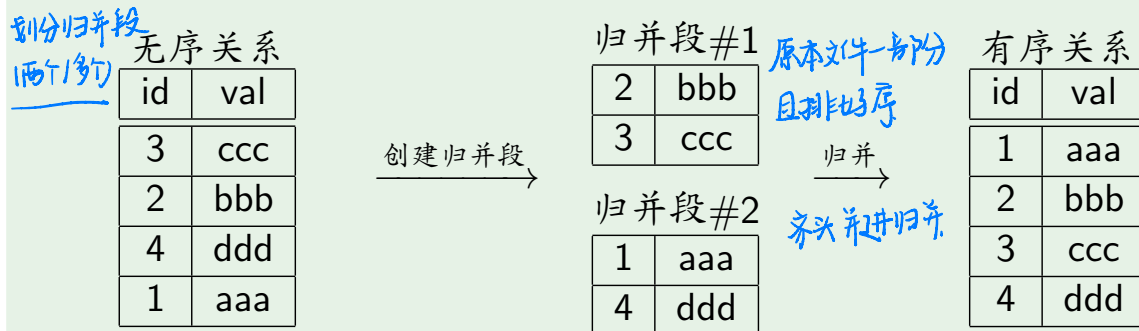 划分归并段
(两个/多个)
无序关系
id val
3 ccc
2 bbb
4 ddd
1 aaa
创建归并段
归并段#1
2 bbb
3 ccc
归并段#2
1 aaa
4 ddd
原本文件一部分
且排好序
归并
齐头并进归并
有序关系
id val
1 aaa
2 bbb
3 ccc
4 ddd